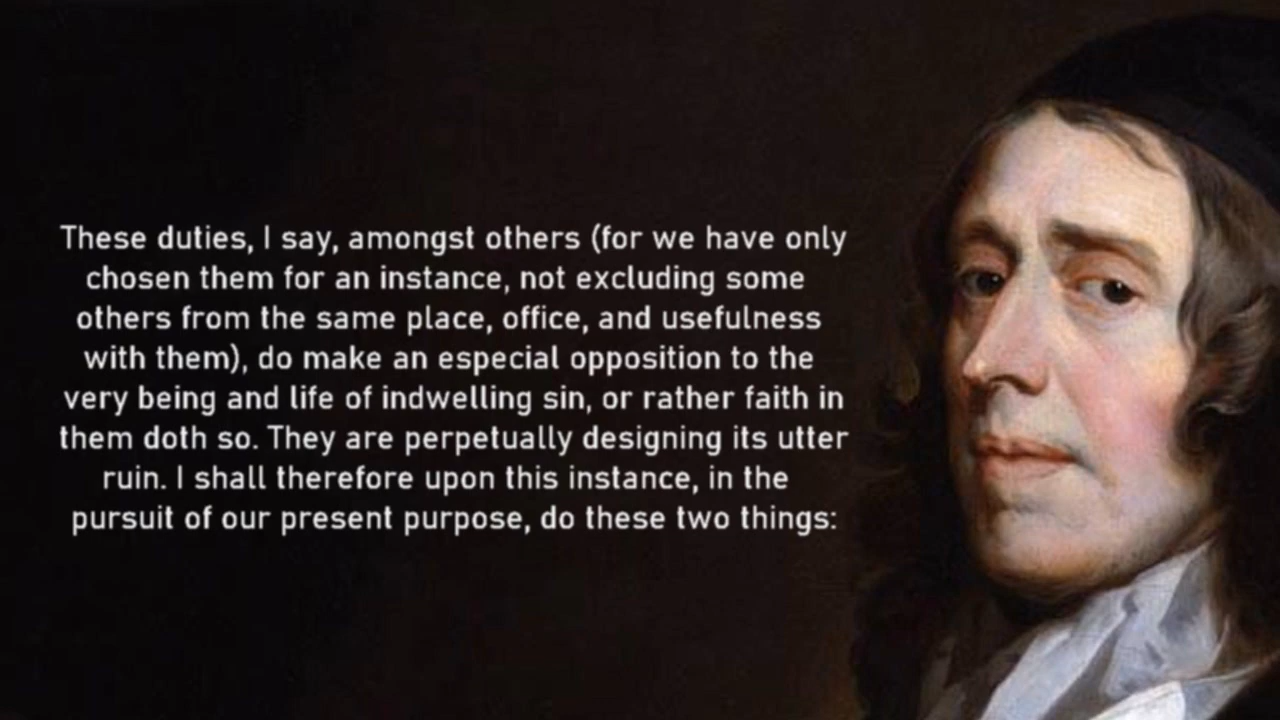 These duties, I say, amongst others (for we have only
chosen them for an instance, not excluding some
others from the same place, office, and usefulness
with them), do make an especial opposition to the
very being and life of indwelling sin, or rather faith in
them doth so. They are perpetually designing its utter
ruin. I shall therefore upon this instance, in the
pursuit of our present purpose, do these two things: